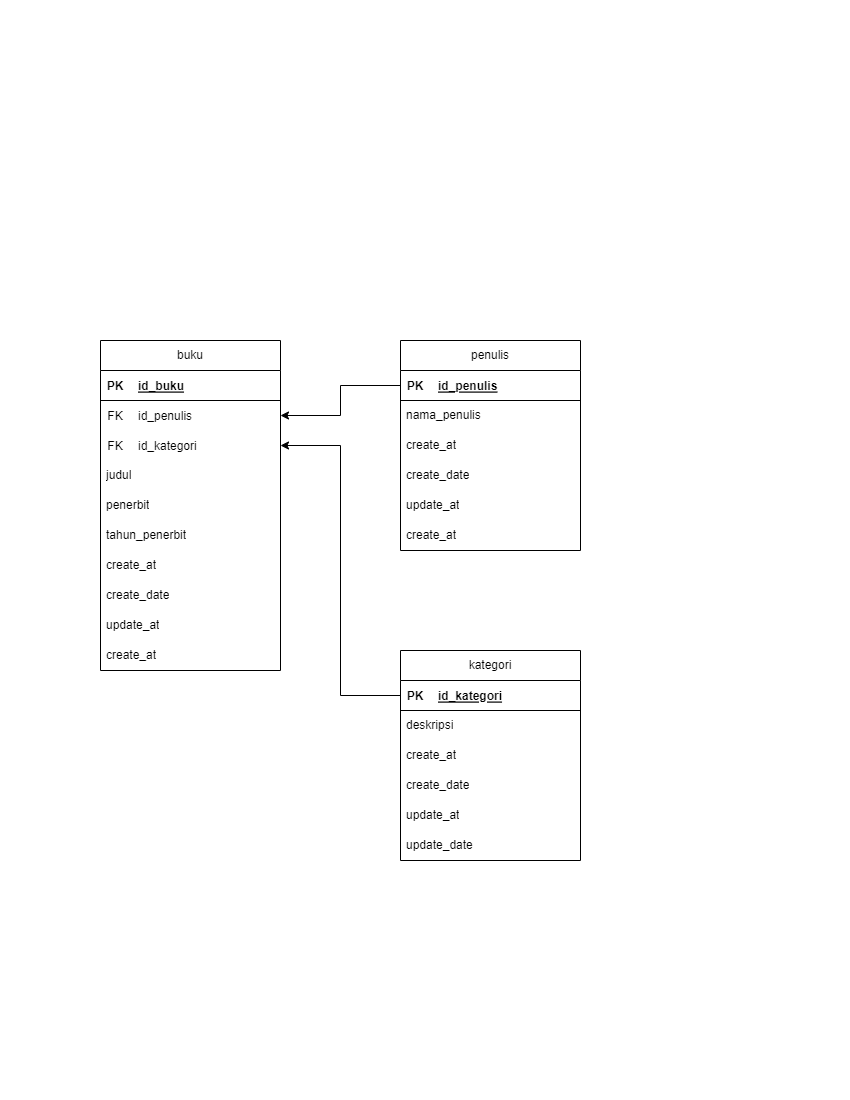 buku
PK id_buku
FK id_penulis
FK id_kategori
judul
penerbit
tahun_penerbit
create_at
create_date
update_at
create_at
penulis
PK id_penulis
nama_penulis
create_at
create_date
update_at
create_at
kategori
PK id_kategori
deskripsi
create_at
create_date
update_at
update_date